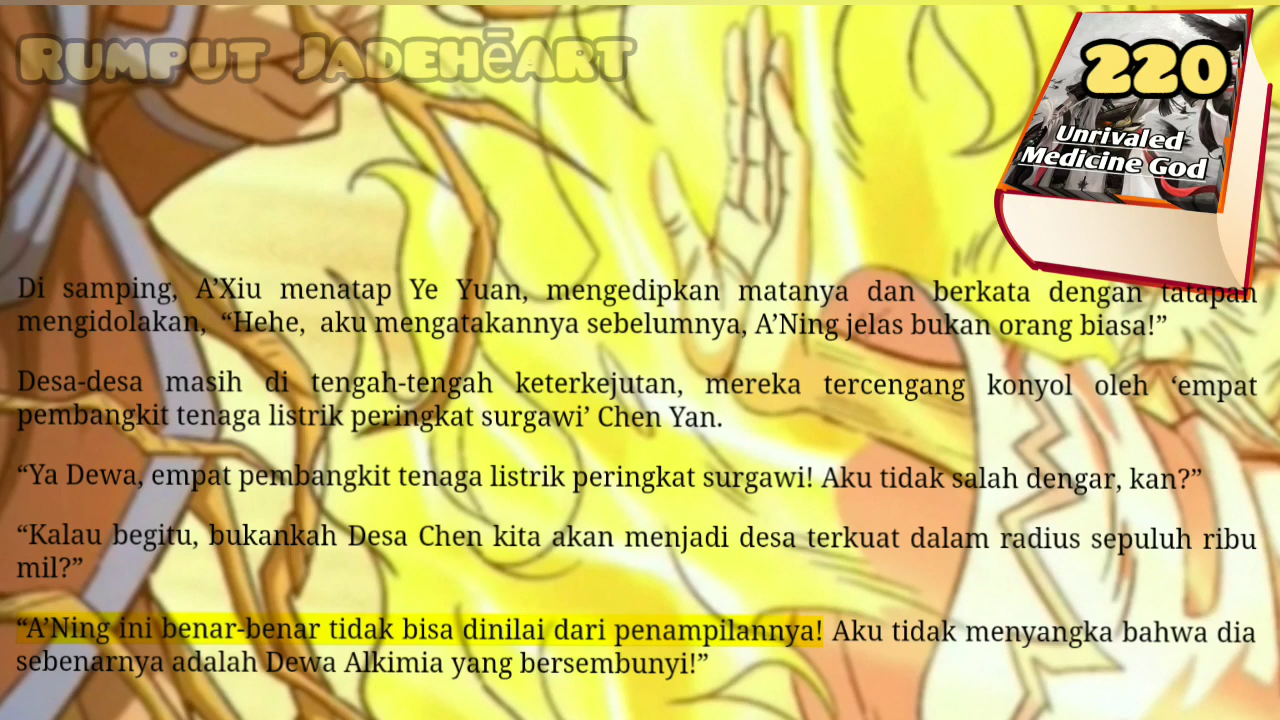 Rumput Jadehēart
220
Unrivaled
Medicine God
Di samping, A’Xiu menatap Ye Yuan, mengedipkan matanya dan berkata dengan tatapan
mengidolakan, “Hehe, aku mengatakannya sebelumnya, A’Ning jelas bukan orang biasa!”
Desa-desa masih di tengah-tengah keterkejutan, mereka tercengang konyol oleh ‘empat
pembangkit tenaga listrik peringkat surgawi’ Chen Yan.
“Ya Dewa, empat pembangkit tenaga listrik peringkat surgawi! Aku tidak salah dengar, kan?”
“Kalau begitu, bukankah Desa Chen kita akan menjadi desa terkuat dalam radius sepuluh ribu
mil?”
“A’Ning ini benar-benar tidak bisa dinilai dari penampilannya! Aku tidak menyangka bahwa dia
sebenarnya adalah Dewa Alkimia yang bersembunyi!”